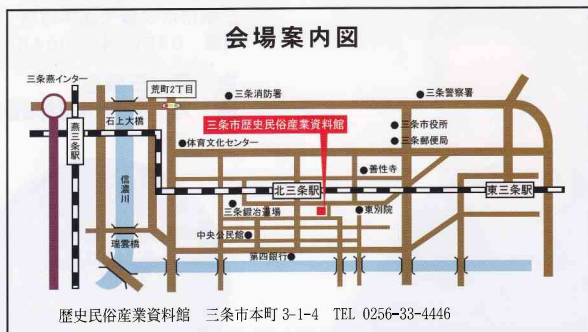 会場案内図
三条燕インター
荒町2丁目
三条消防署
三条警察署
石上大橋
三条市歴史民俗産業資料館
三条市役所
三条郵便局
燕三条駅
体育文化センター
善性寺
信濃川
北三条駅
東三条駅
三条鍛冶道場
東別院
中央公民館
瑞雲橋
第四銀行
歴史民俗産業資料館 三条市本町 3-1-4 TEL 0256-33-4446